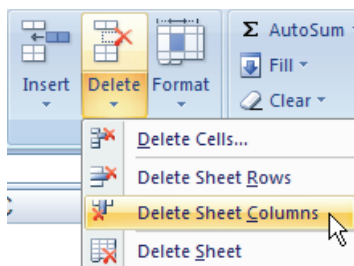 Σ AutoSum
Insert Delete Format
Fill
Clear
Delete Cells...
Delete Sheet Rows
Delete Sheet Columns
Delete Sheet